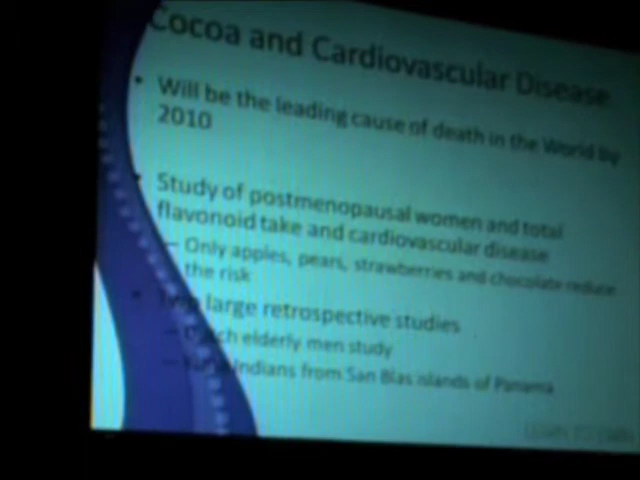 Cocoa and Cardiovascular Disease
• Will be the leading cause of death in the World by
2010
• Study of postmenopausal women and total
flavonoid take and cardiovascular disease
– Only apples, pears, strawberries and chocolate reduce
the risk
• large retrospective studies
– elderly men study
– Indians from San Blas islands of Panama